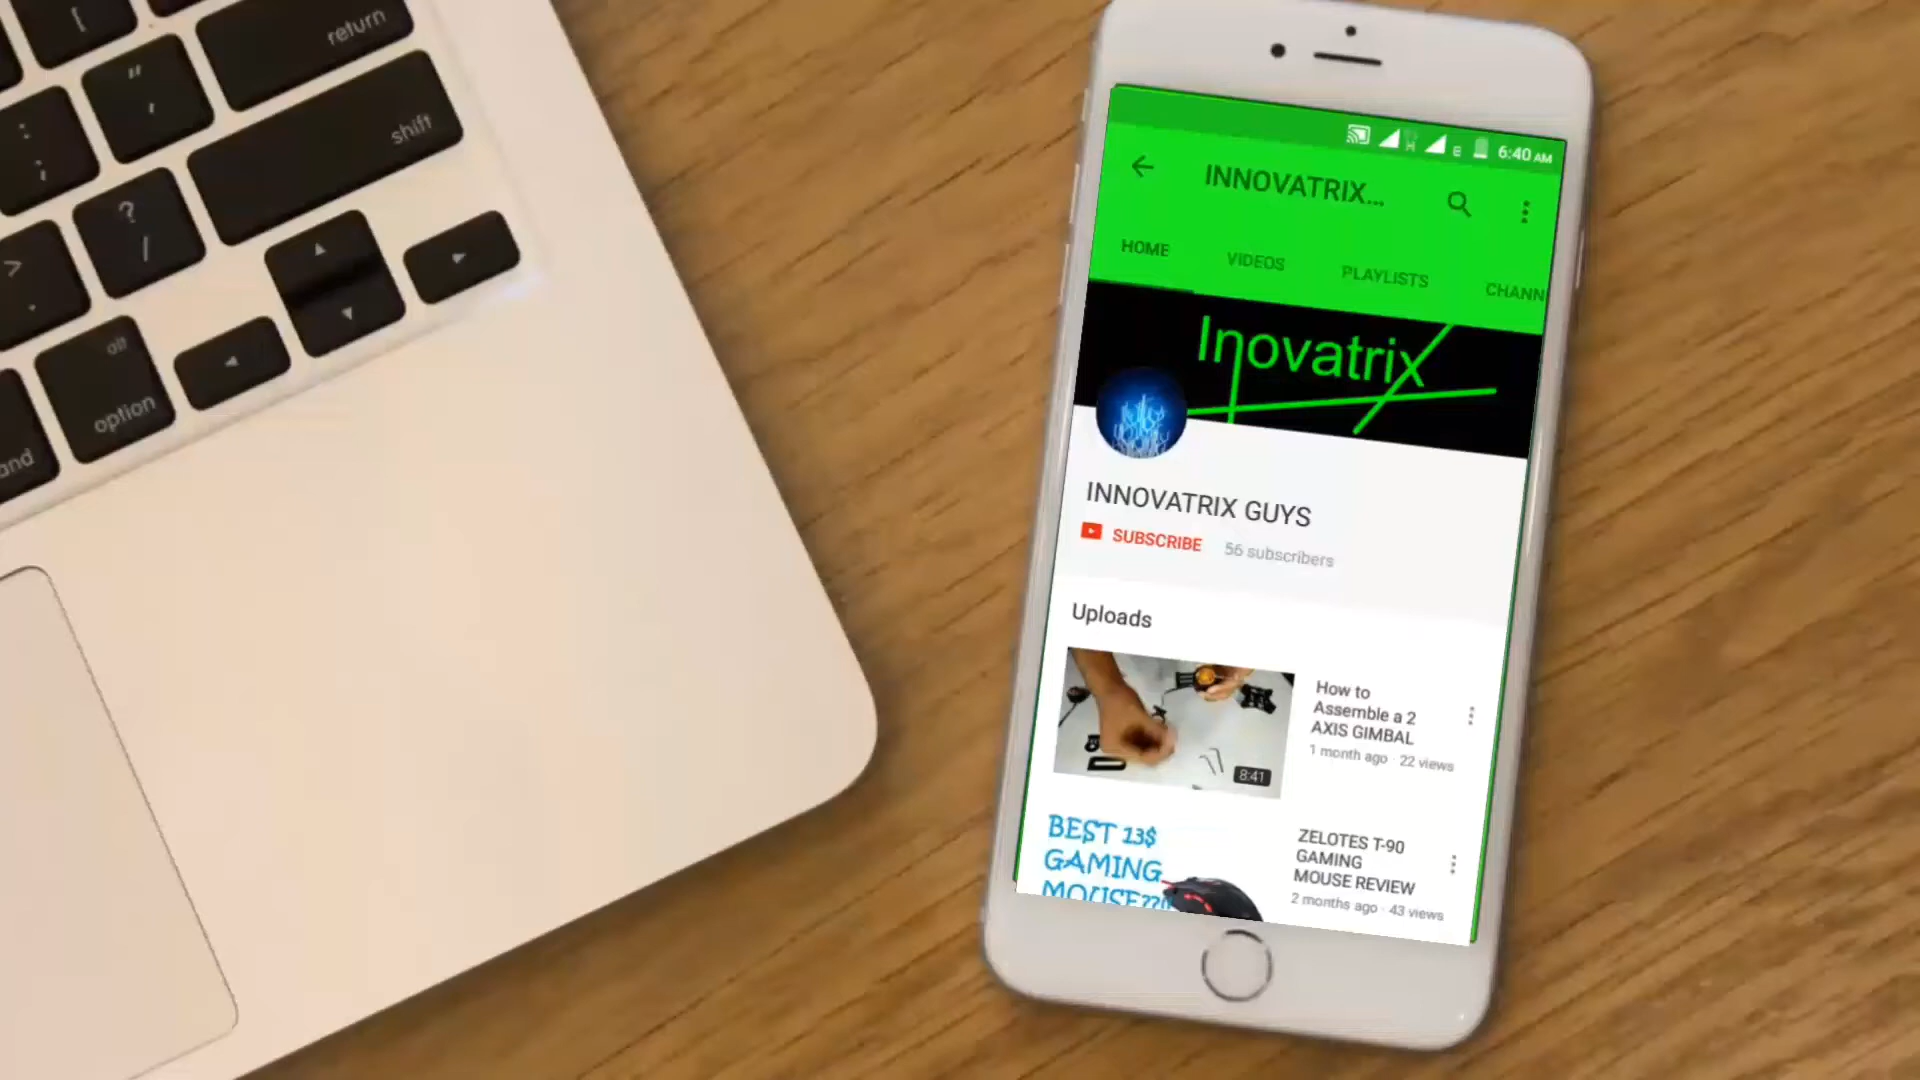 return
shift
alt
option
6:40 AM
INNOVATRIX...
HOME
VIDEOS
PLAYLISTS
CHANN
Inovatrix
INNOVATRIX GUYS
SUBSCRIBE
56 subscribers
Uploads
How to
Assemble a 2
AXIS GIMBAL
1 month ago · 22 views
8:41
BEST 13$
GAMING
MOUSE??
ZELOTES T-90
GAMING
MOUSE REVIEW
2 months ago · 43 views